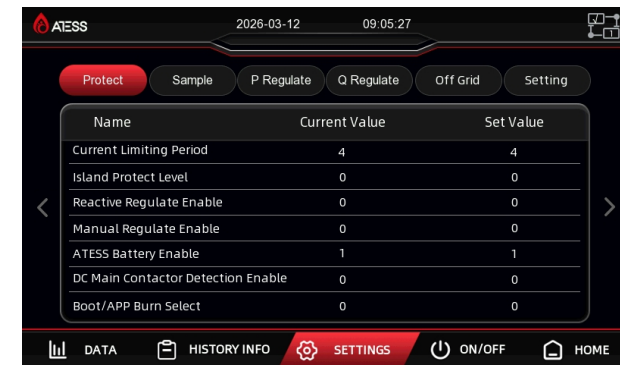 ATESS 2026-03-12 09:05:27
1
Protect Sample P Regulate Q Regulate Off Grid Setting
Name Current Value Set Value
Current Limiting Period 4 4
Island Protect Level 0 0
Reactive Regulate Enable 0 0
Manual Regulate Enable 0 0
ATESS Battery Enable 1 1
DC Main Contactor Detection Enable 0 0
Boot/APP Burn Select 0 0
DATA HISTORY INFO SETTINGS ON/OFF HOME